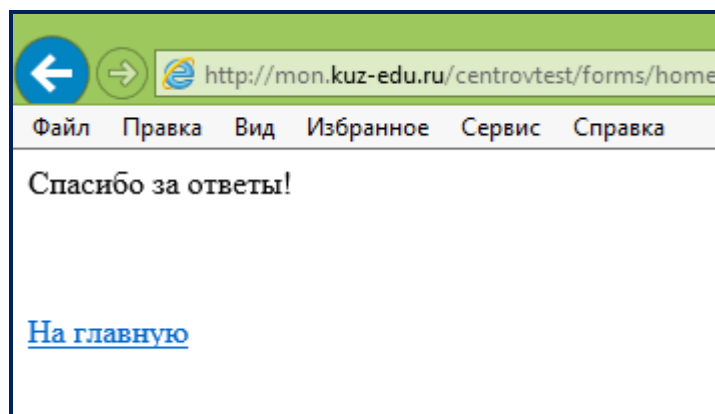 http://mon.kuz-edu.ru/centrovtest/forms/home
Файл Правка Вид Избранное Сервис Справка
Спасибо за ответы!
На главную